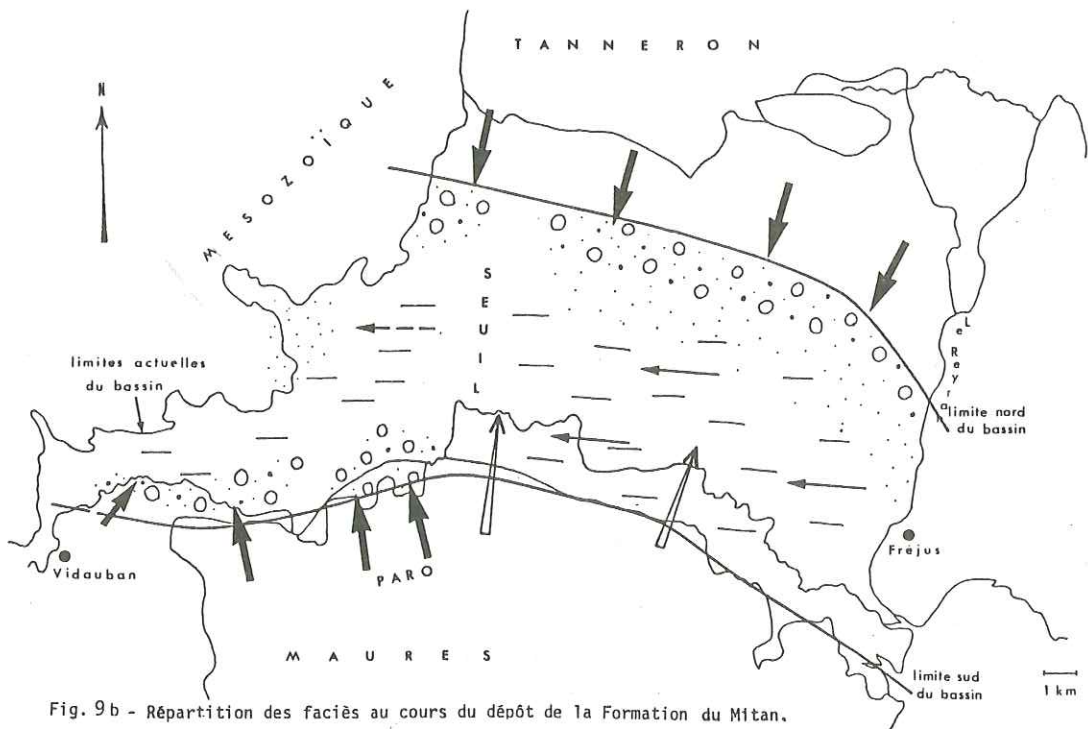 TANNERON
N
MESOZOÏQUE
SEUIL
Le Reyran
limites actuelles
du bassin
limite nord
du bassin
Fréjus
Vidauban
PARO
MAURES
limite sud
du bassin
1 km
Fig. 9b - Répartition des faciès au cours du dépôt de la Formation du Mitan.